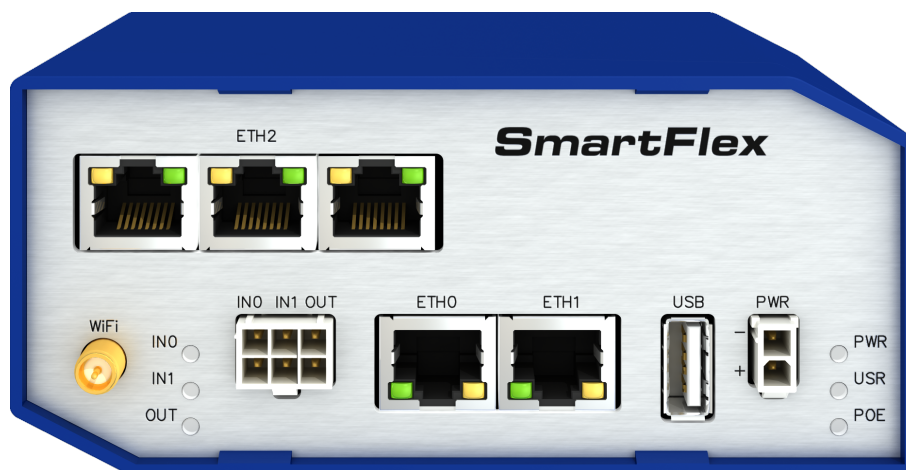 ETH2
SmartFlex
IN0 IN1 OUT
ETH0
ETH1
USB
PWR
WiFi
IN0
IN1
OUT
−
+
PWR
USR
POE